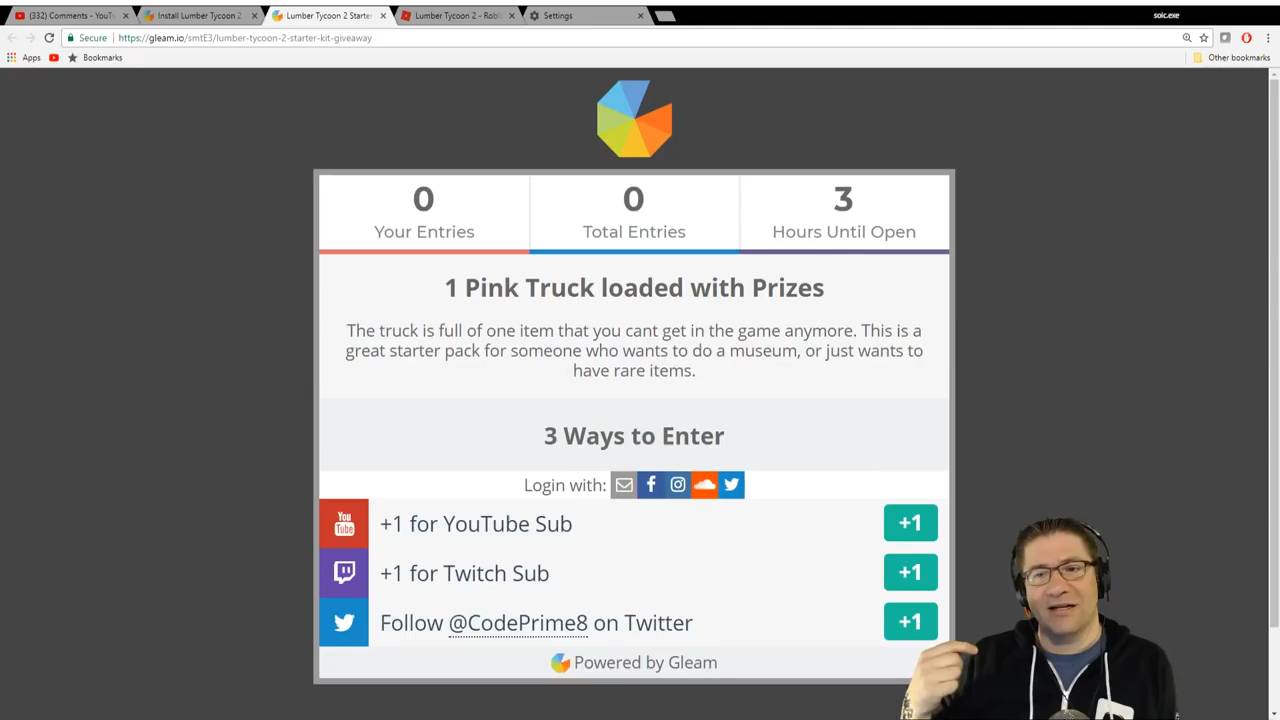 (332) Comments - YouT
Install Lumber Tycoon 2
Lumber Tycoon 2 Starte
Lumber Tycoon 2 - Robl
Settings
soic.exe
Secure
https://gleam.io/smtE3/lumber-tycoon-2-starter-kit-giveaway
Apps
Bookmarks
Other bookmarks
0
Your Entries
0
Total Entries
3
Hours Until Open
1 Pink Truck loaded with Prizes
The truck is full of one item that you cant get in the game anymore. This is a
great starter pack for someone who wants to do a museum, or just wants to
have rare items.
3 Ways to Enter
Login with:
You Tube
+1 for YouTube Sub
+1
+1 for Twitch Sub
+1
Follow @CodePrime8 on Twitter
+1
Powered by Gleam